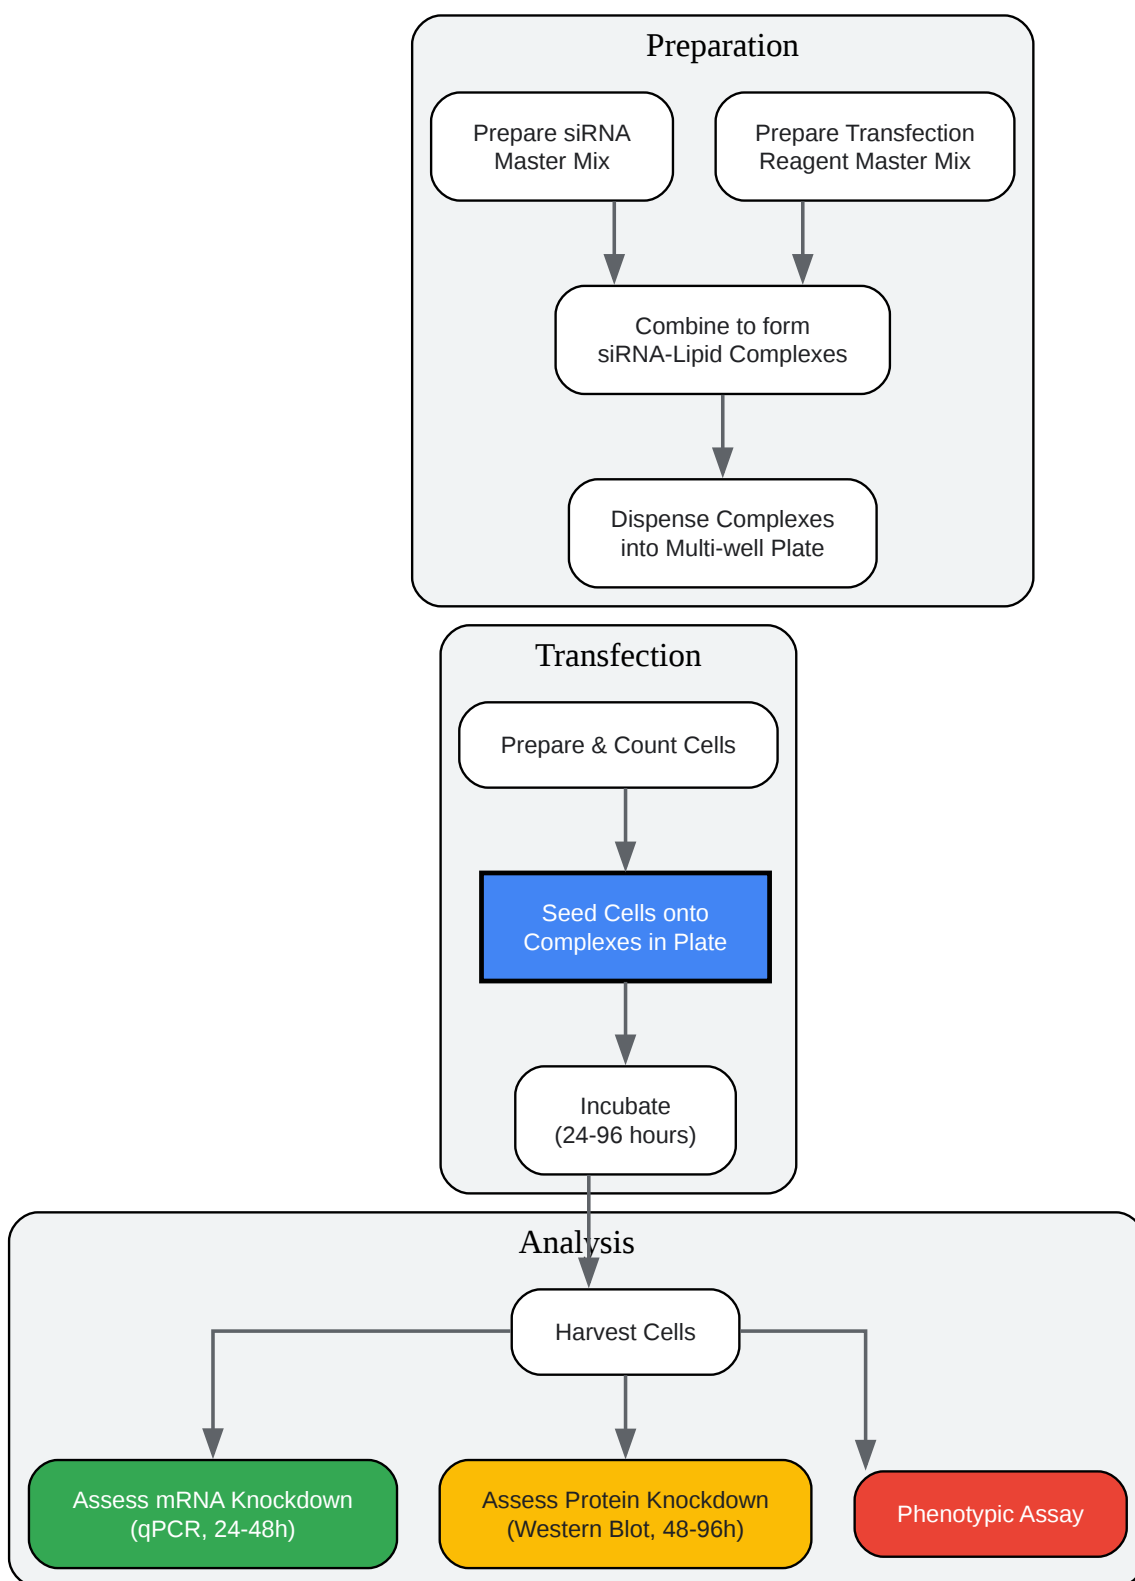 Preparation
Prepare siRNA
Master Mix
Prepare Transfection
Reagent Master Mix
Combine to form
siRNA-Lipid Complexes
Dispense Complexes
into Multi-well Plate
Transfection
Prepare & Count Cells
Seed Cells onto
Complexes in Plate
Incubate
(24-96 hours)
Analysis
Harvest Cells
Assess mRNA Knockdown
(qPCR, 24-48h)
Assess Protein Knockdown
(Western Blot, 48-96h)
Phenotypic Assay